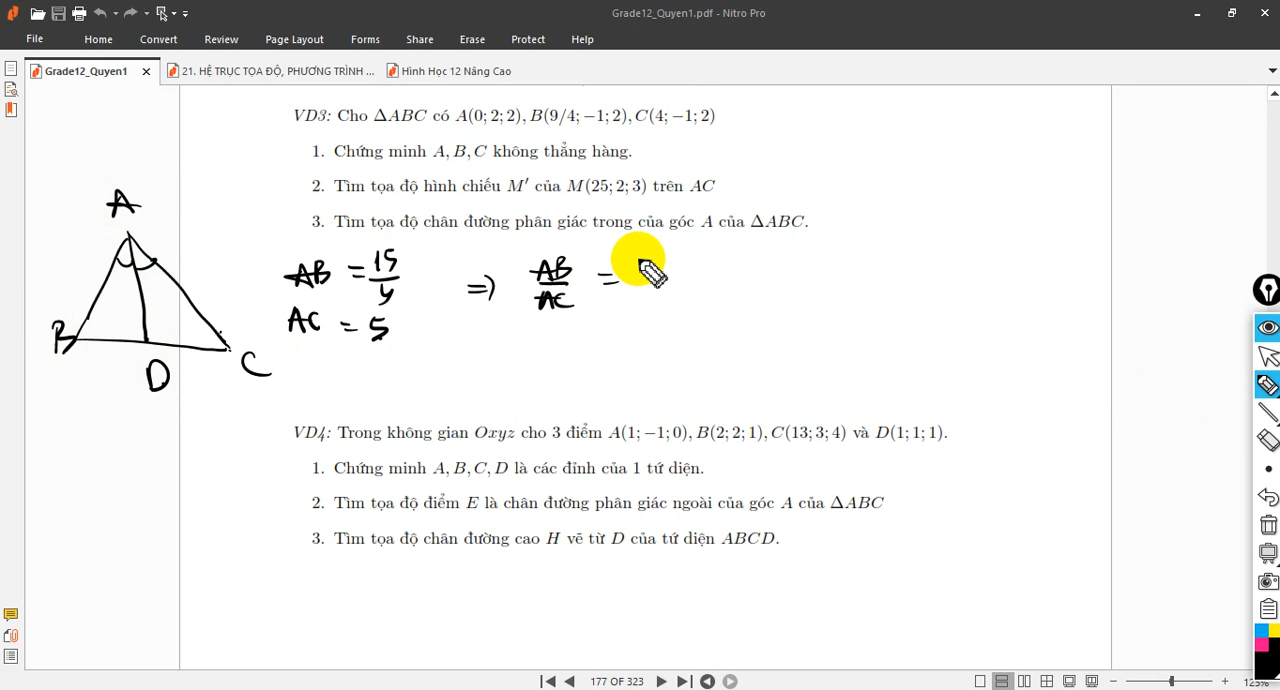 Grade12_Quyen1.pdf - Nitro Pro
File Home Convert Review Page Layout Forms Share Erase Protect Help
Grade12_Quyen1 × 21. HỆ TRỤC TỌA ĐỘ, PHƯƠNG TRÌNH ... Hình Học 12 Nâng Cao
VD3: Cho ΔABC có A(0; 2; 2), B(9/4; −1; 2), C(4; −1; 2)
1. Chứng minh A, B, C không thẳng hàng.
2. Tìm tọa độ hình chiếu M′ của M(25; 2; 3) trên AC
3. Tìm tọa độ chân đường phân giác trong của góc A của ΔABC.
A
B
D
C
AB = 15/4
AC = 5
=> AB/AC =
VD4: Trong không gian Oxyz cho 3 điểm A(1; −1; 0), B(2; 2; 1), C(13; 3; 4) và D(1; 1; 1).
1. Chứng minh A, B, C, D là các đỉnh của 1 tứ diện.
2. Tìm tọa độ điểm E là chân đường phân giác ngoài của góc A của ΔABC
3. Tìm tọa độ chân đường cao H vẽ từ D của tứ diện ABCD.
177 OF 323
125%